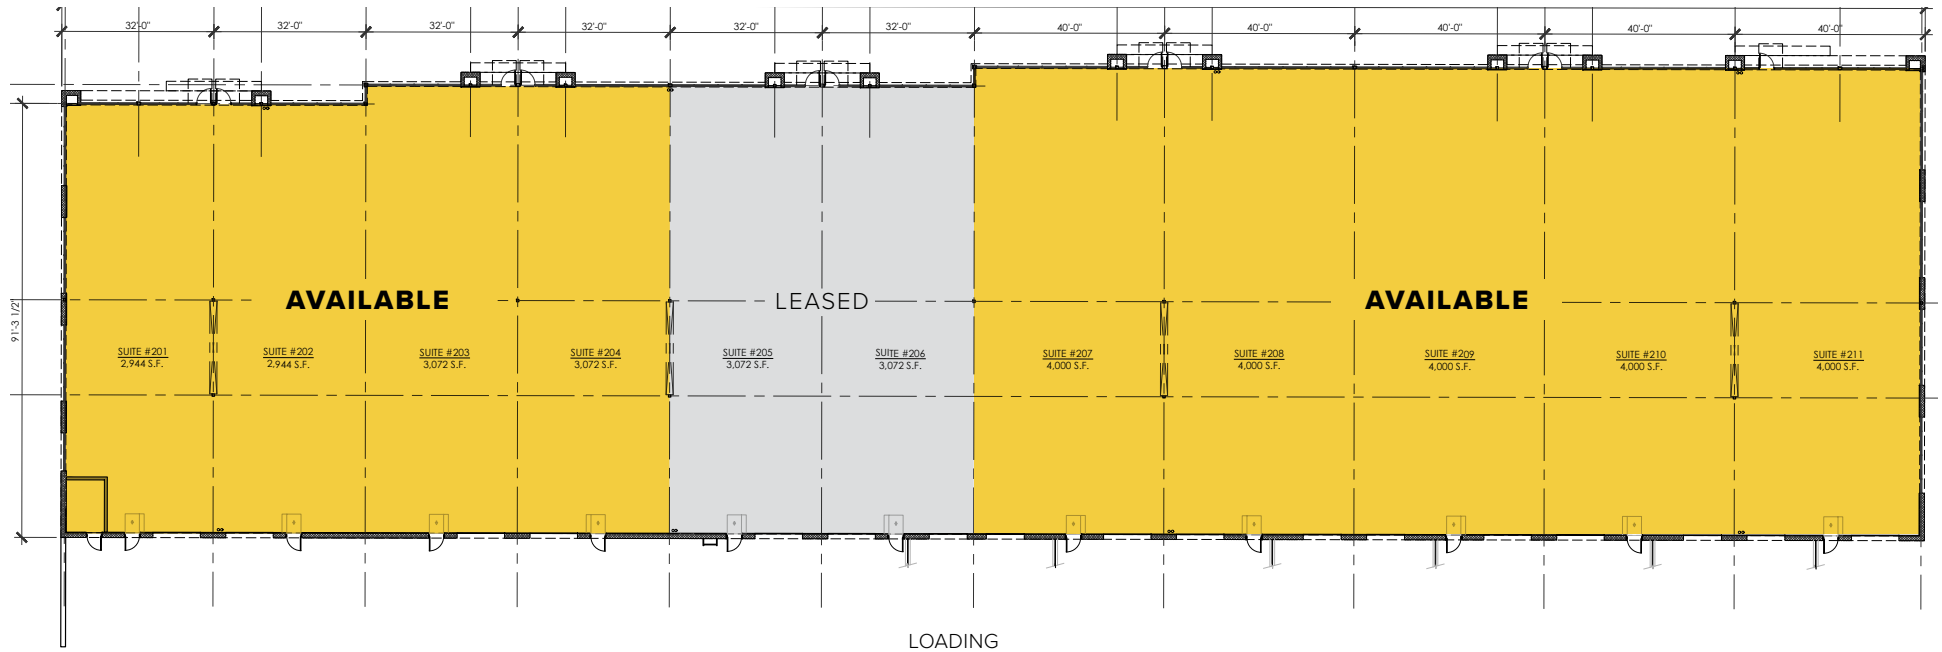 32'-0" 32'-0" 32'-0" 32'-0" 32'-0" 32'-0" 40'-0" 40'-0" 40'-0" 40'-0" 40'-0"
91'-3 1/2"
AVAILABLE
LEASED
AVAILABLE
SUITE #201
2,944 S.F.
SUITE #202
2,944 S.F.
SUITE #203
3,072 S.F.
SUITE #204
3,072 S.F.
SUITE #205
3,072 S.F.
SUITE #206
3,072 S.F.
SUITE #207
4,000 S.F.
SUITE #208
4,000 S.F.
SUITE #209
4,000 S.F.
SUITE #210
4,000 S.F.
SUITE #211
4,000 S.F.
LOADING